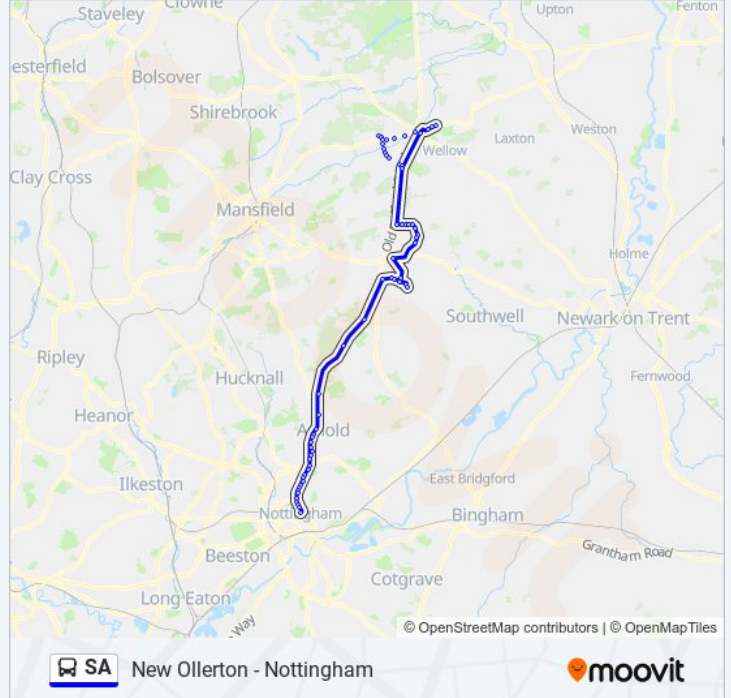 Clowne
Staveley
Upton
Fenton
esterfield
Bolsover
Shirebrook
Laxton
Weston
Wellow
Clay Cross
Mansfield
Old
Holme
Southwell
Newark on Trent
Ripley
Hucknall
Fernwood
Heanor
Arnold
Ilkeston
East Bridgford
Nottingham
Bingham
Beeston
Grantham Road
Cotgrave
Long Eaton
Way
© OpenStreetMap contributors | © OpenMapTiles
SA New Ollerton - Nottingham
moovit